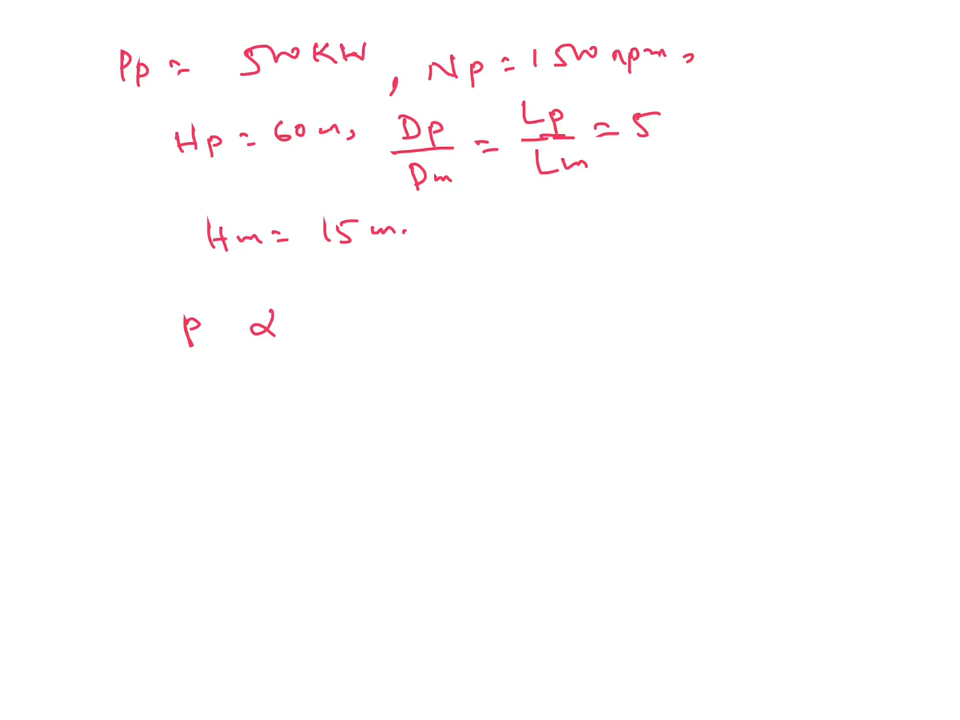 Pp = 500 KW, Np = 1500 rpm,
Hp = 60 m, Dp/Dm = Lp/Lm = 5
Hm = 15 m.
P α